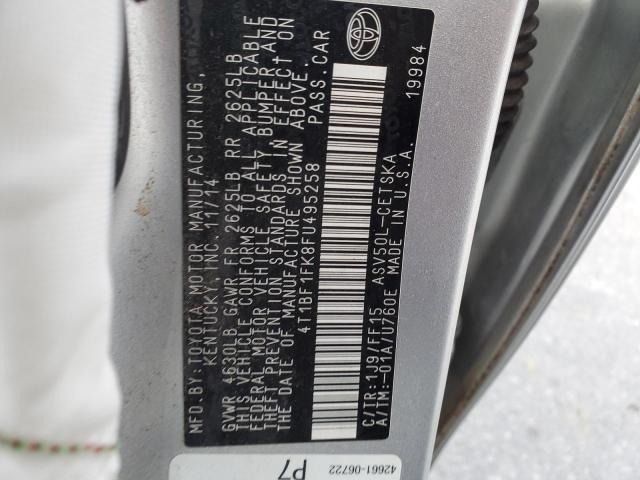 MFD.BY:TOYOTA MOTOR MANUFACTURING,
KENTUCKY, INC. 11/14
GVWR 4630LB GAWR FR 2625LB RR 2625LB
THIS VEHICLE CONFORMS TO ALL APPLICABLE
FEDERAL MOTOR VEHICLE SAFETY, BUMPER AND
THEFT PREVENTION STANDARDS IN EFFECT ON
THE DATE OF MANUFACTURE SHOWN ABOVE.
4T1BF1FK8FU495258 PASS.CAR
C/TR:1J9/FF15 ASV50L-CETSKA
A/TM:-01A/U760E MADE IN U.S.A.
19984
42661-06722
P7